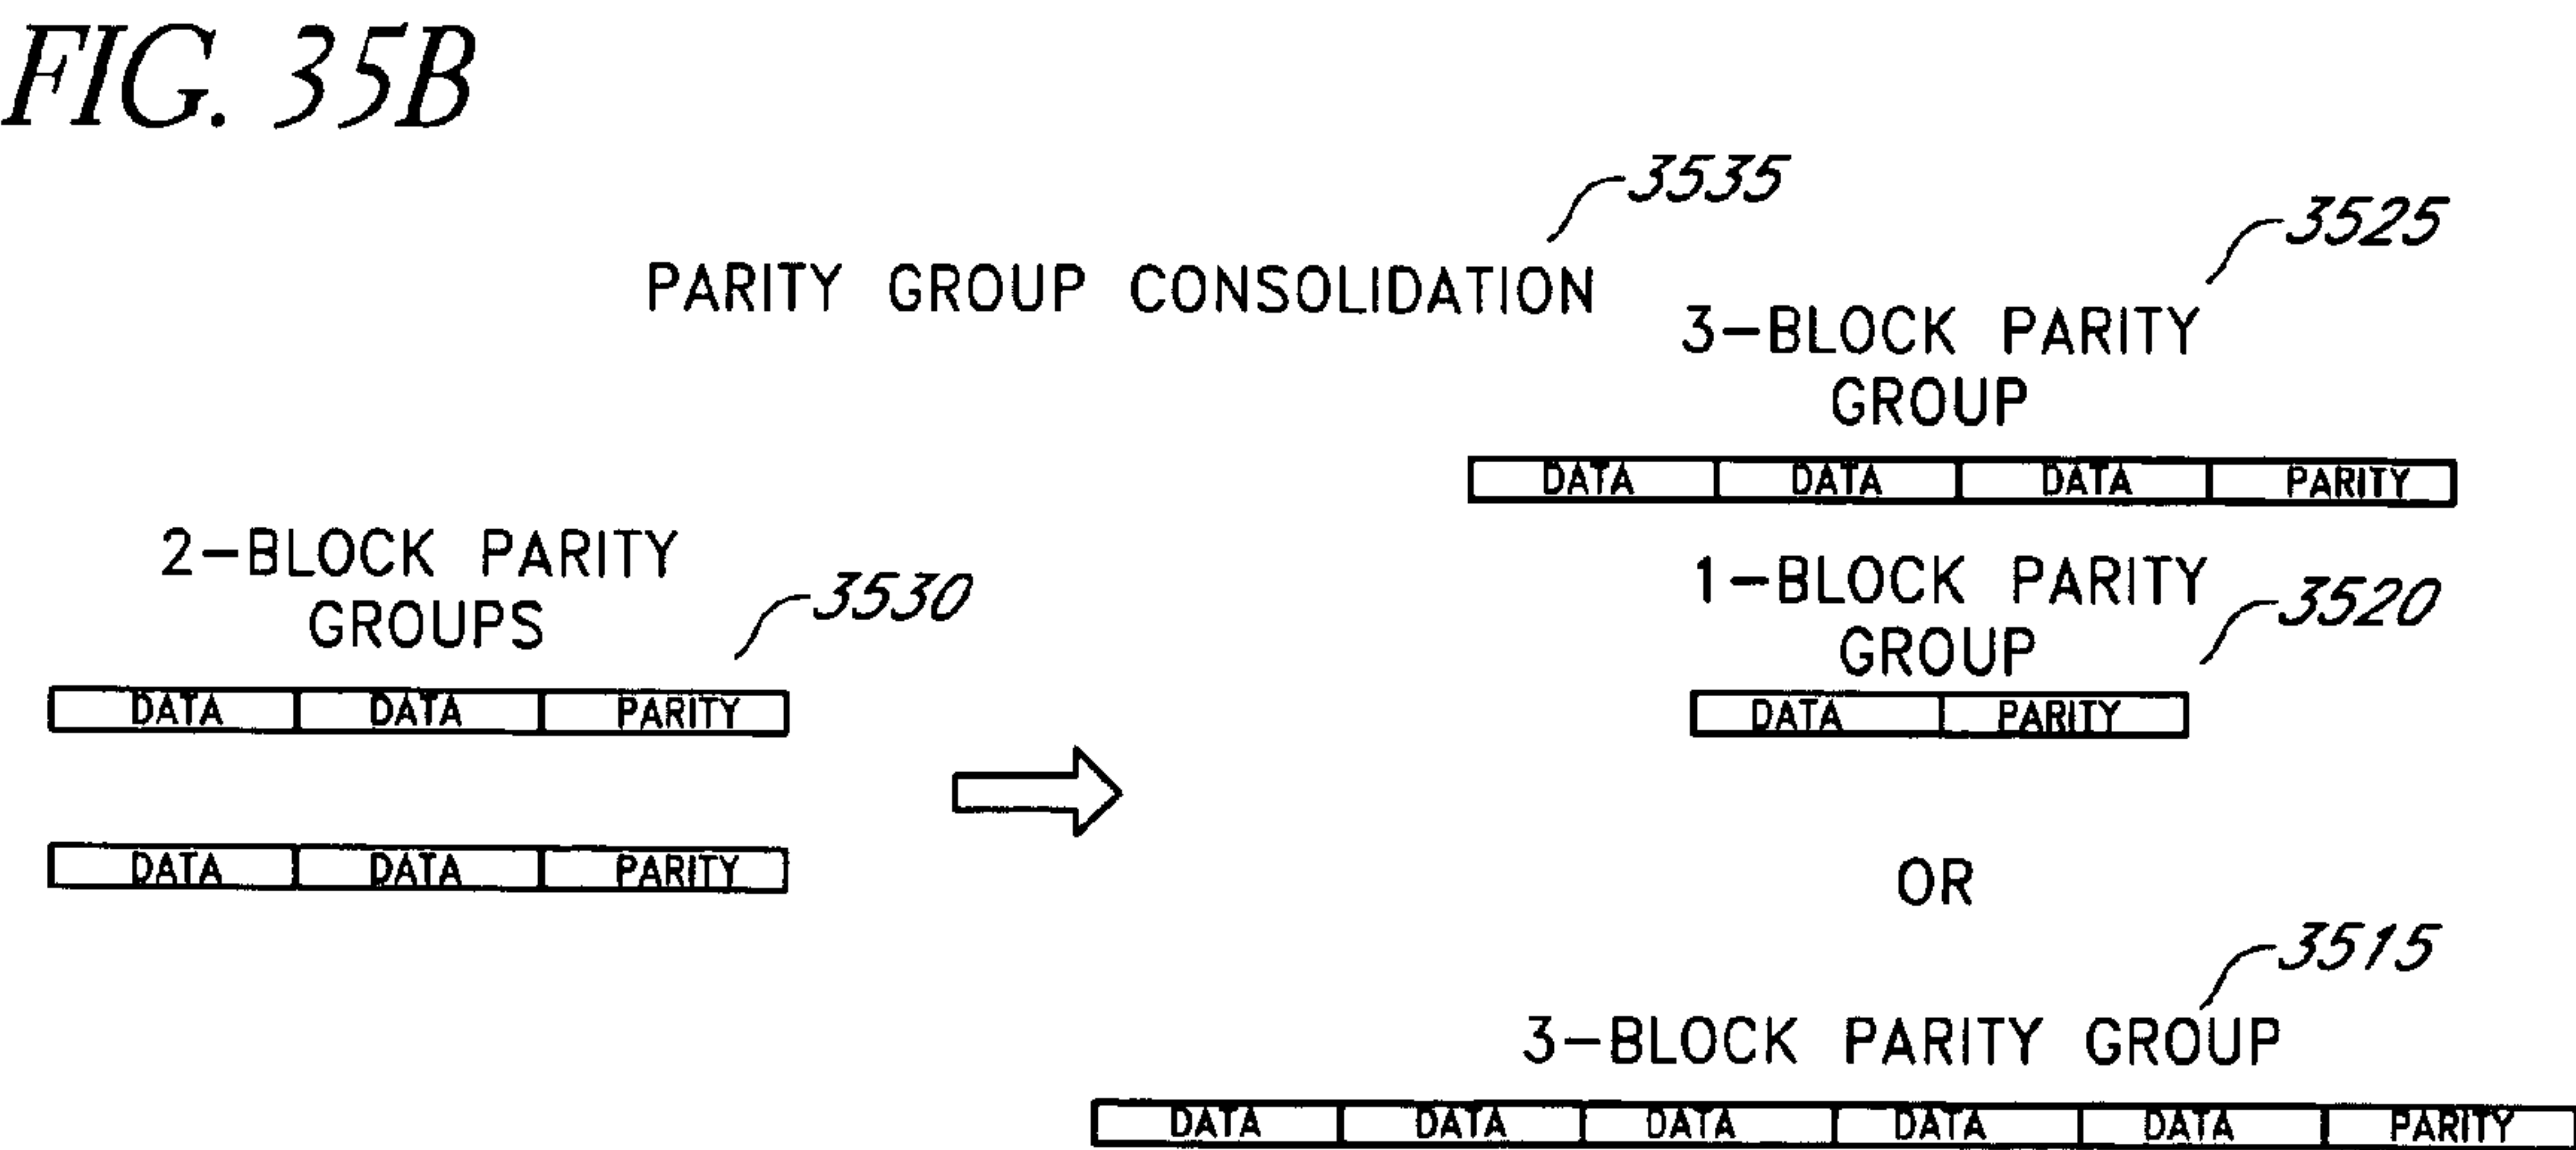 FIG. 35B
3535
PARITY GROUP CONSOLIDATION
3525
3-BLOCK PARITY
GROUP
DATA DATA DATA PARITY
2-BLOCK PARITY
GROUPS
3530
DATA DATA PARITY
DATA DATA PARITY
1-BLOCK PARITY
GROUP
3520
DATA PARITY
OR
3515
3-BLOCK PARITY GROUP
DATA DATA DATA DATA DATA PARITY